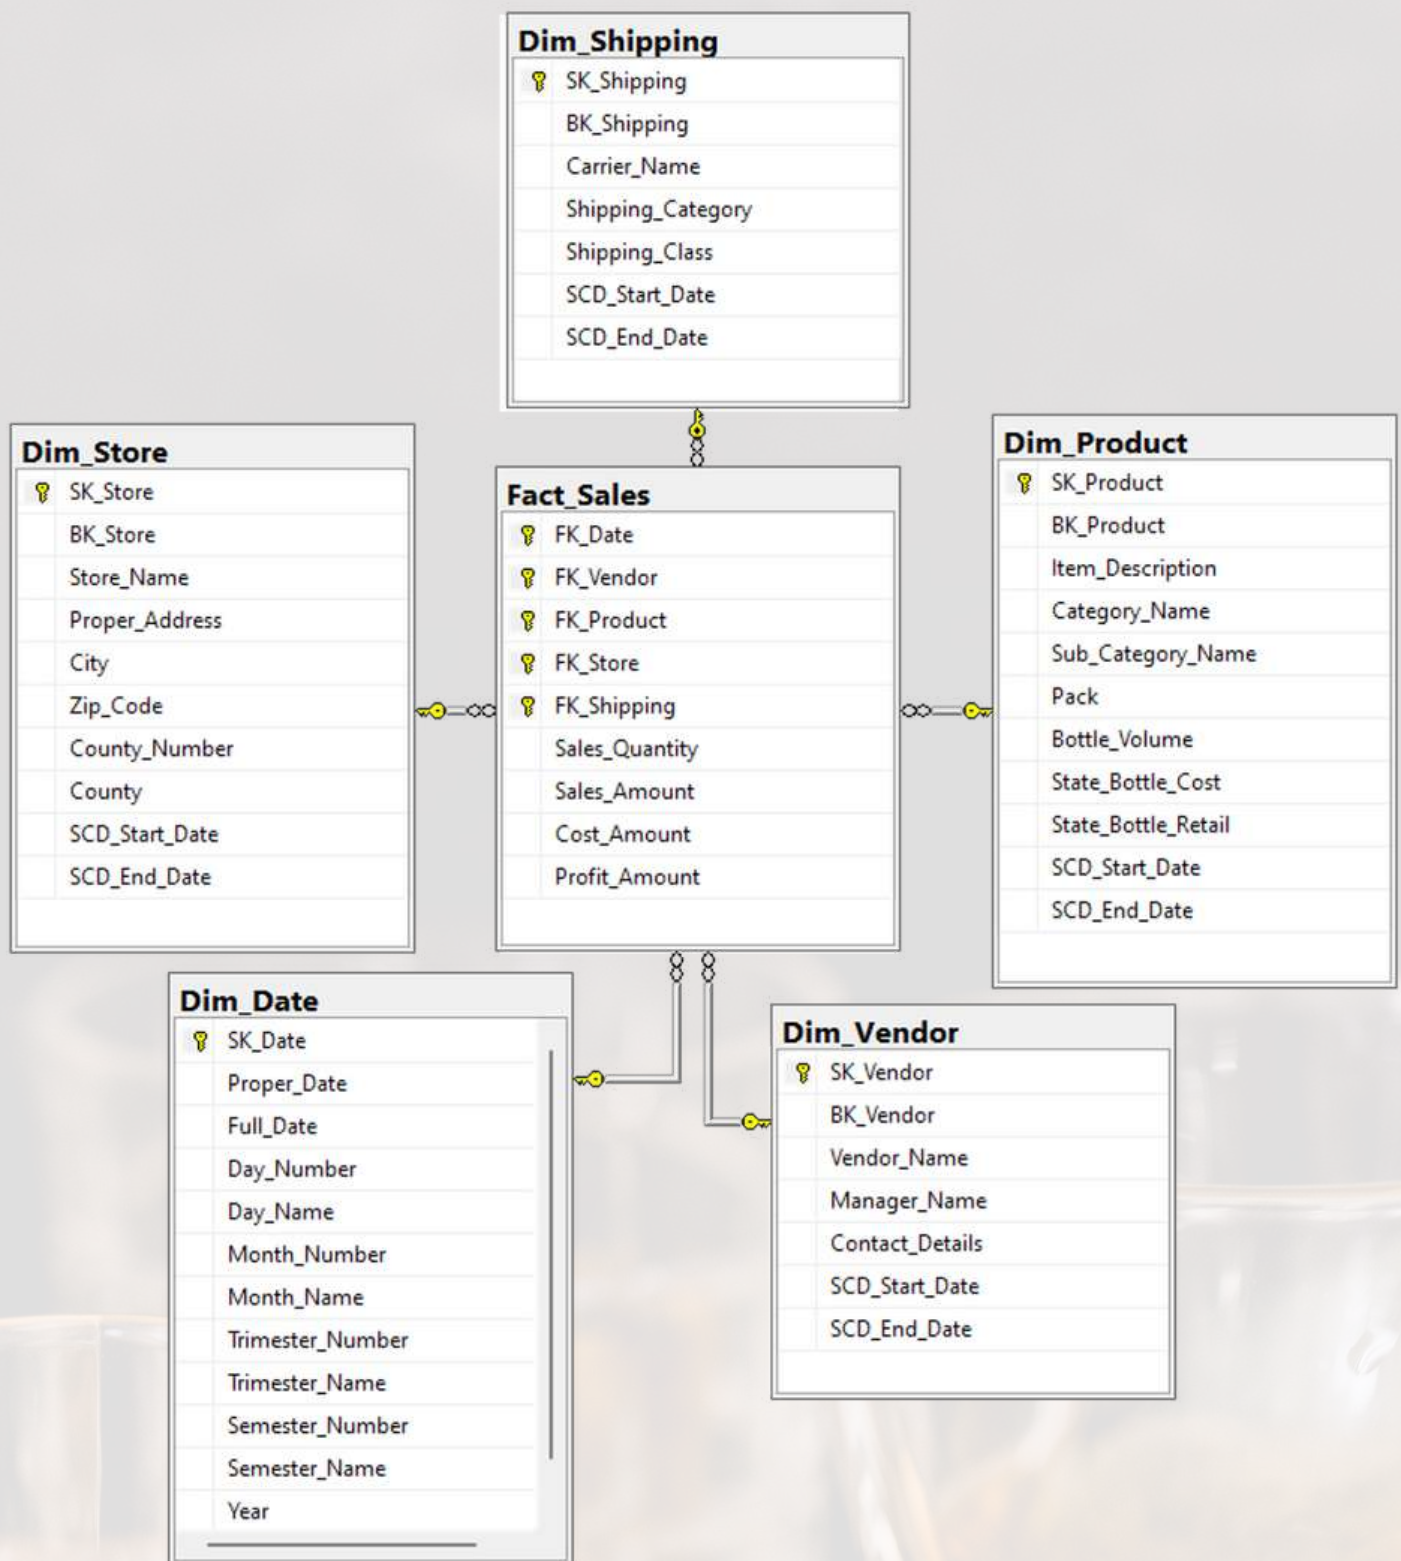 Dim_Shipping
SK_Shipping
BK_Shipping
Carrier_Name
Shipping_Category
Shipping_Class
SCD_Start_Date
SCD_End_Date
Dim_Store
SK_Store
BK_Store
Store_Name
Proper_Address
City
Zip_Code
County_Number
County
SCD_Start_Date
SCD_End_Date
Fact_Sales
FK_Date
FK_Vendor
FK_Product
FK_Store
FK_Shipping
Sales_Quantity
Sales_Amount
Cost_Amount
Profit_Amount
Dim_Product
SK_Product
BK_Product
Item_Description
Category_Name
Sub_Category_Name
Pack
Bottle_Volume
State_Bottle_Cost
State_Bottle_Retail
SCD_Start_Date
SCD_End_Date
Dim_Date
SK_Date
Proper_Date
Full_Date
Day_Number
Day_Name
Month_Number
Month_Name
Trimester_Number
Trimester_Name
Semester_Number
Semester_Name
Year
Dim_Vendor
SK_Vendor
BK_Vendor
Vendor_Name
Manager_Name
Contact_Details
SCD_Start_Date
SCD_End_Date